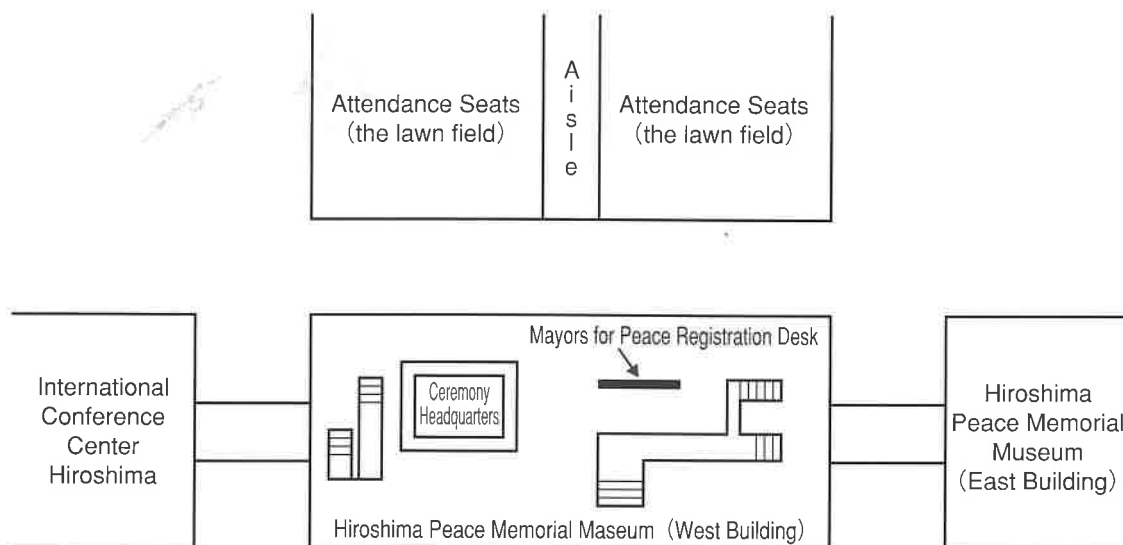 Attendance Seats
(the lawn field)
Aisle
Attendance Seats
(the lawn field)
International
Conference
Center
Hiroshima
Mayors for Peace Registration Desk
Ceremony
Headquarters
Hiroshima Peace Memorial Maseum (West Building)
Hiroshima
Peace Memorial
Museum
(East Building)